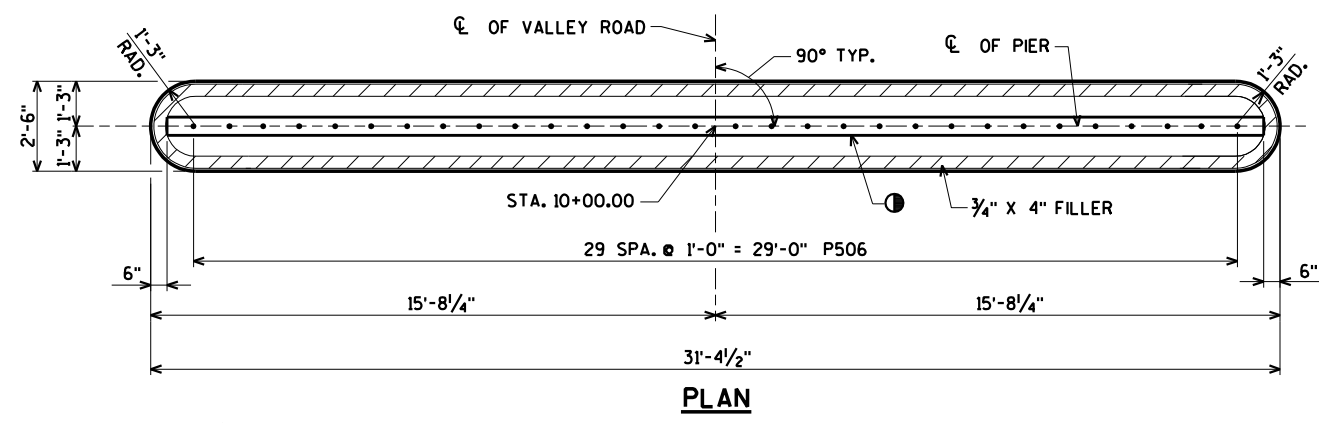 ℄ OF VALLEY ROAD
90° TYP.
℄ OF PIER
1'-3"
RAD.
1'-3"
RAD.
2'-6"
1'-3"
1'-3"
STA. 10+00.00
¾" X 4" FILLER
29 SPA. @ 1'-0" = 29'-0" P506
6"
6"
15'-8¼"
15'-8¼"
31'-4½"
PLAN